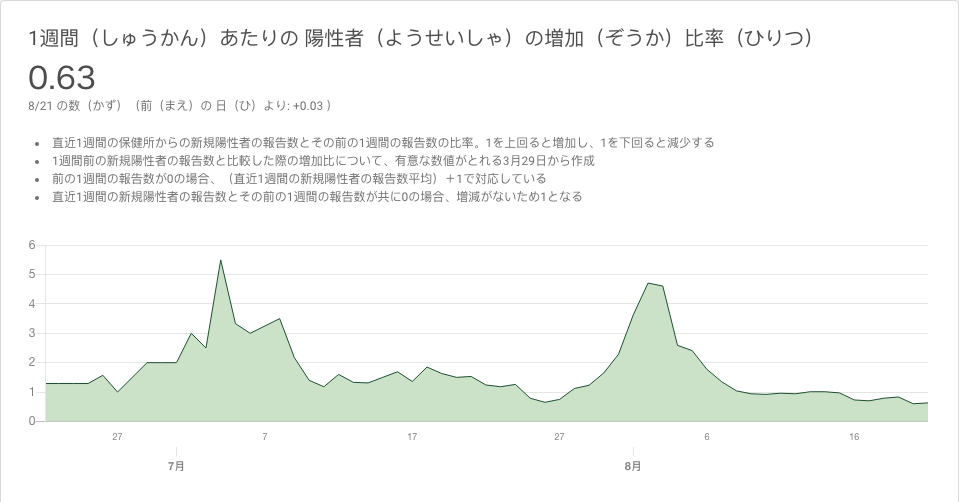 1週間（しゅうかん）あたりの 陽性者（ようせいしゃ）の増加（ぞうか）比率（ひりつ）
0.63
8/21 の数（かず）（前（まえ）の 日（ひ）より: +0.03 ）
• 直近1週間の保健所からの新規陽性者の報告数とその前の1週間の報告数の比率。1を上回ると増加し、1を下回ると減少する
• 1週間前の新規陽性者の報告数と比較した際の増加比について、有意な数値がとれる3月29日から作成
• 前の1週間の報告数が0の場合、（直近1週間の新規陽性者の報告数平均）＋1で対応している
• 直近1週間の新規陽性者の報告数とその前の1週間の報告数が共に0の場合、増減がないため1となる
6
5
4
3
2
1
0
27 7 17 27 6 16
7月 8月